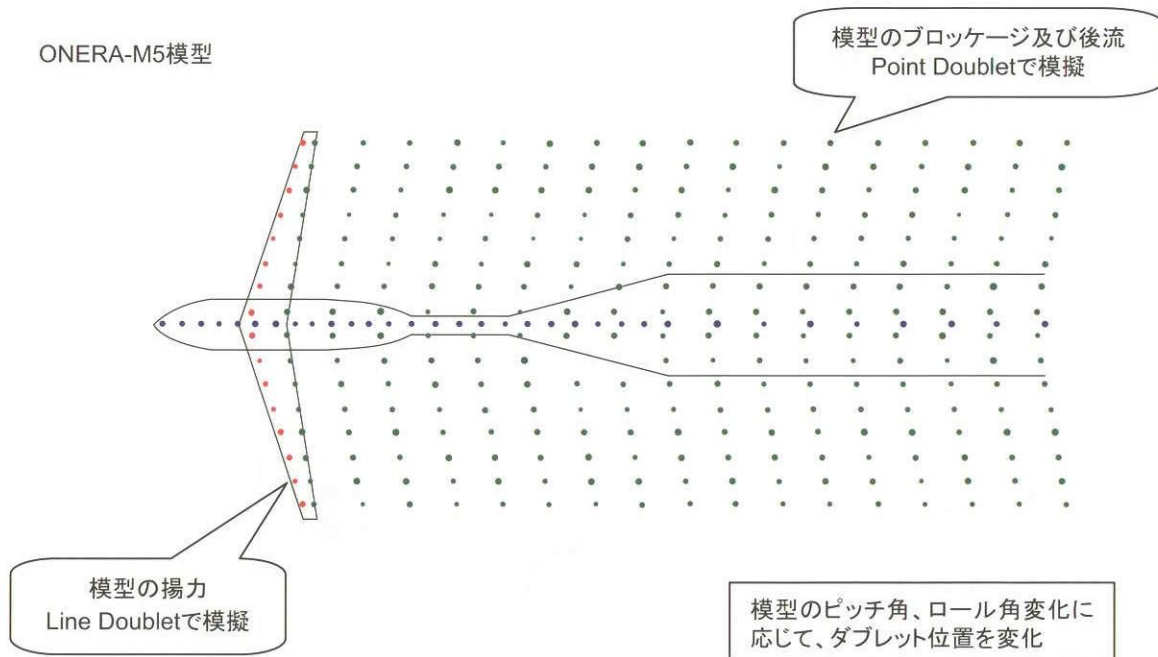 ONERA-M5模型
模型のブロッケージ及び後流
Point Doubletで模擬
模型の揚力
Line Doubletで模擬
模型のピッチ角、ロール角変化に
応じて、ダブレット位置を変化